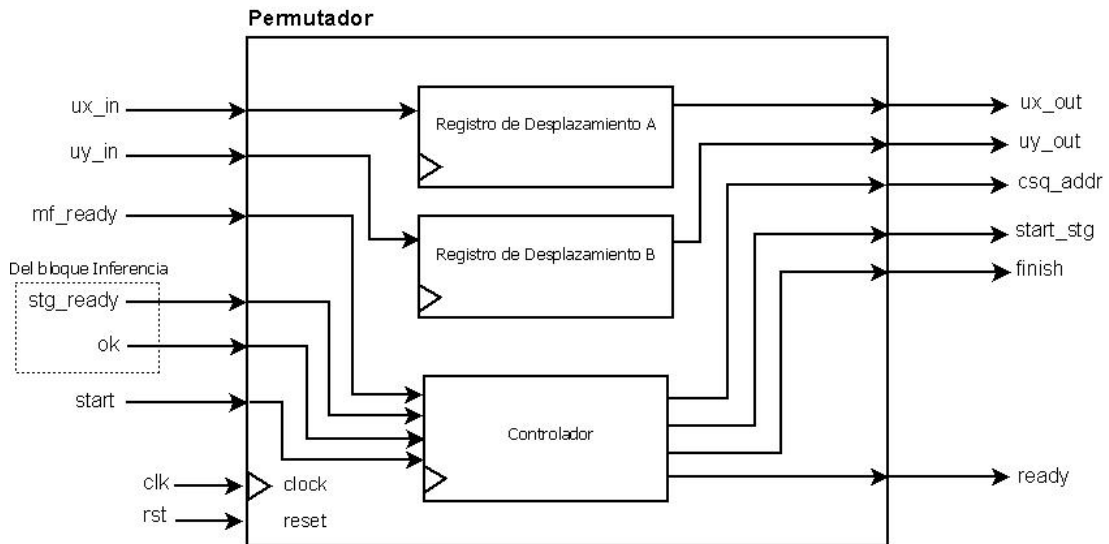 Permutador
ux_in
Registro de Desplazamiento A
ux_out
uy_in
uy_out
csq_addr
mf_ready
start_stg
Registro de Desplazamiento B
Del bloque Inferencia
finish
stg_ready
ok
start
Controlador
ready
clk
clock
rst
reset